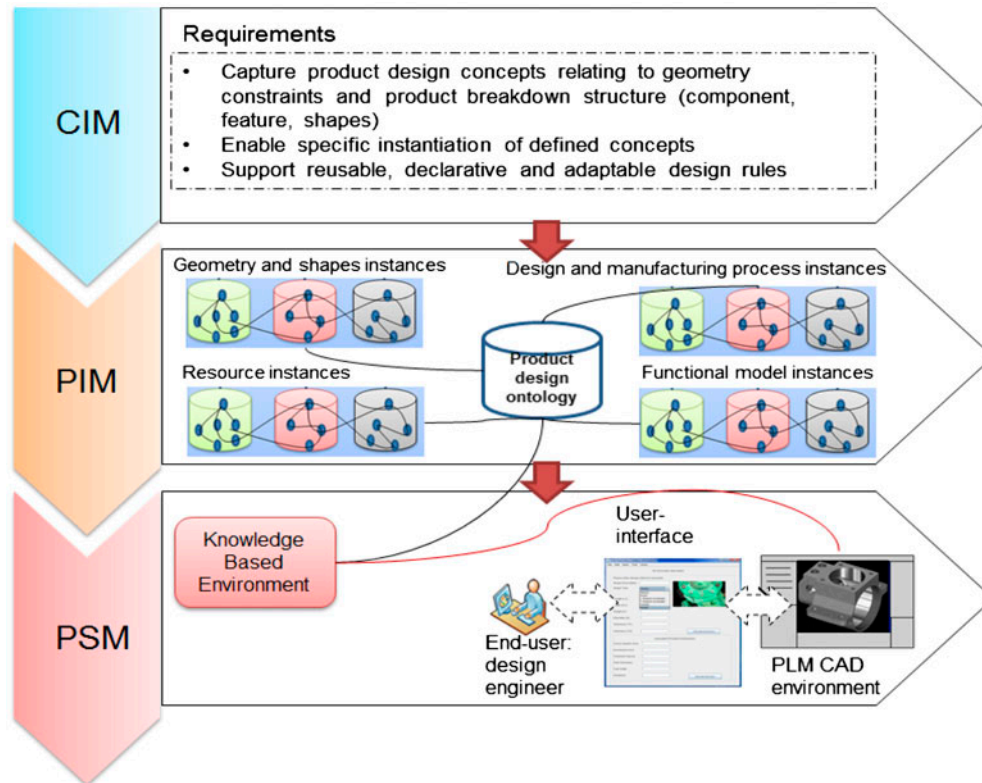 CIM
Requirements
• Capture product design concepts relating to geometry
constraints and product breakdown structure (component,
feature, shapes)
• Enable specific instantiation of defined concepts
• Support reusable, declarative and adaptable design rules
PIM
Geometry and shapes instances
Design and manufacturing process instances
Product
design
ontology
Resource instances
Functional model instances
PSM
Knowledge
Based
Environment
User-
interface
End-user:
design
engineer
PLM CAD
environment